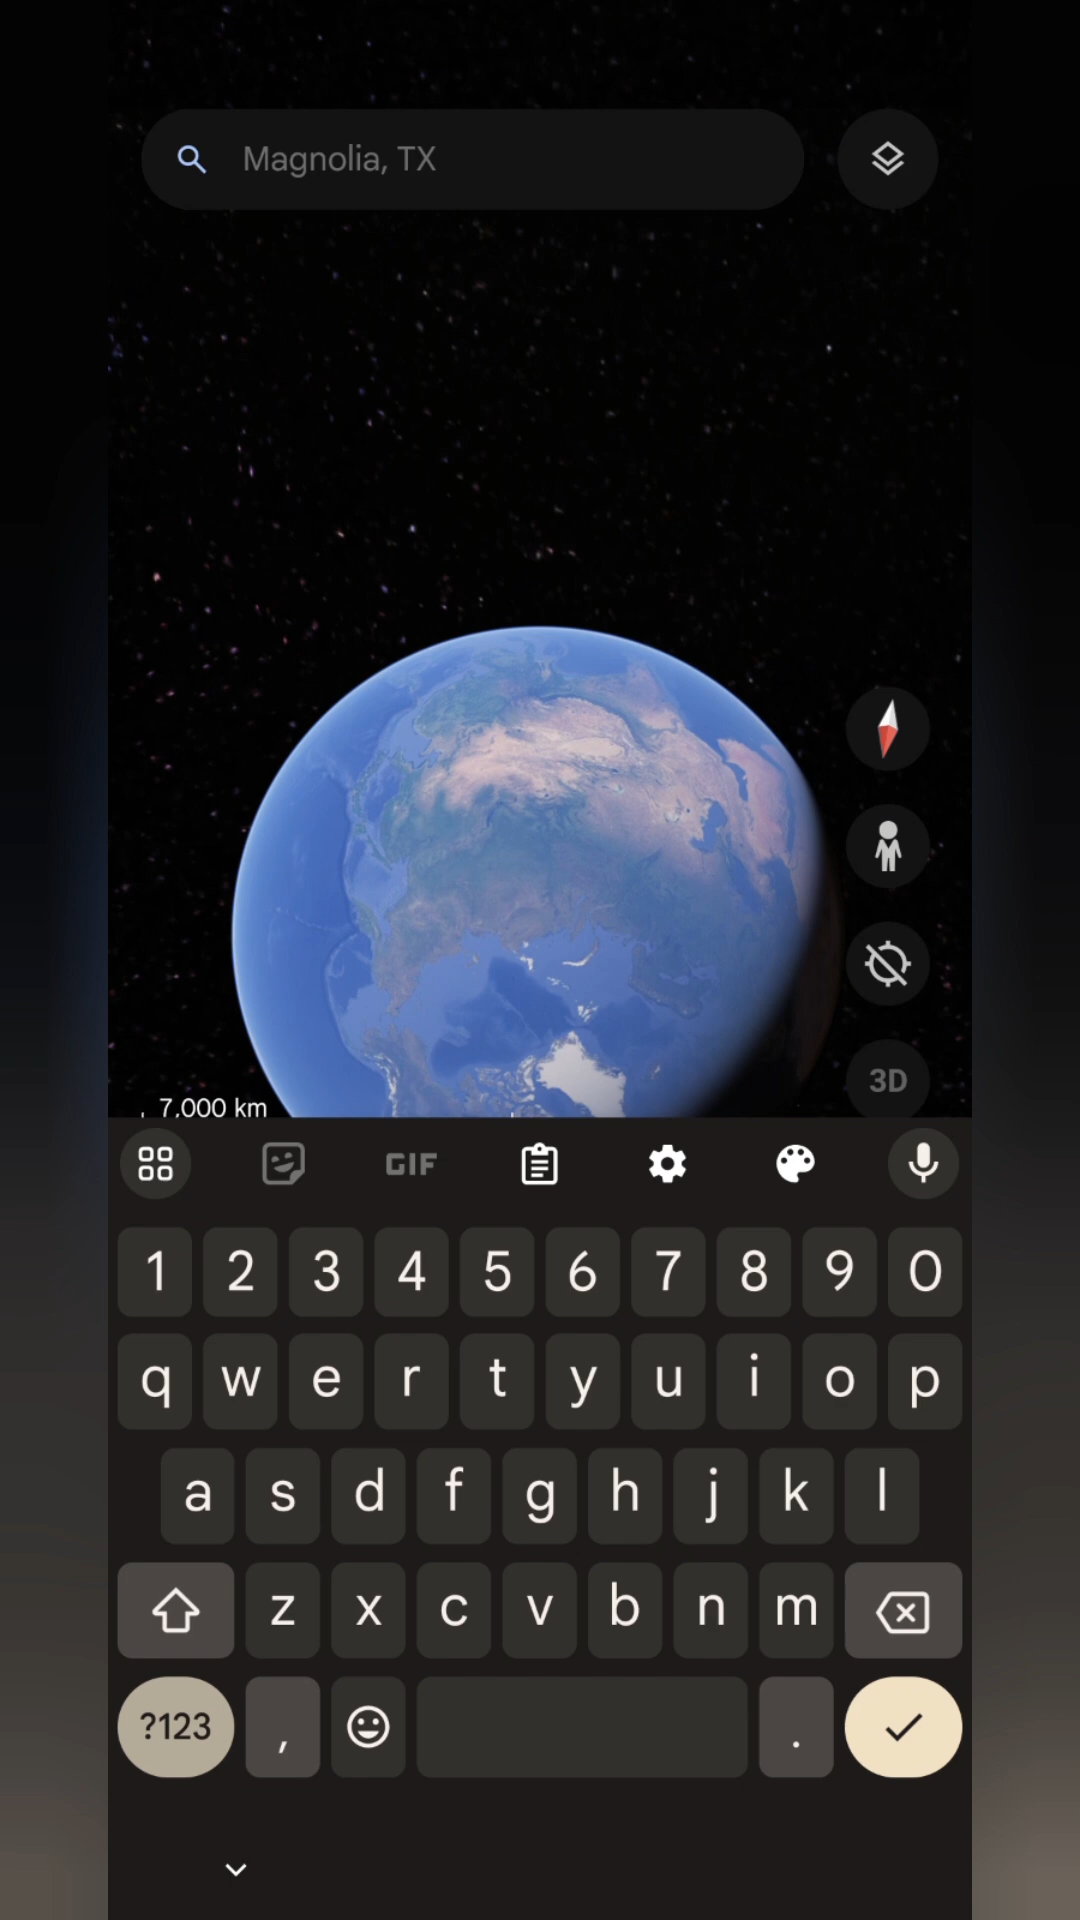 Magnolia, TX
3D
7,000 km
GIF
1 2 3 4 5 6 7 8 9 0
q w e r t y u i o p
a s d f g h j k l
z x c v b n m
?123 , .